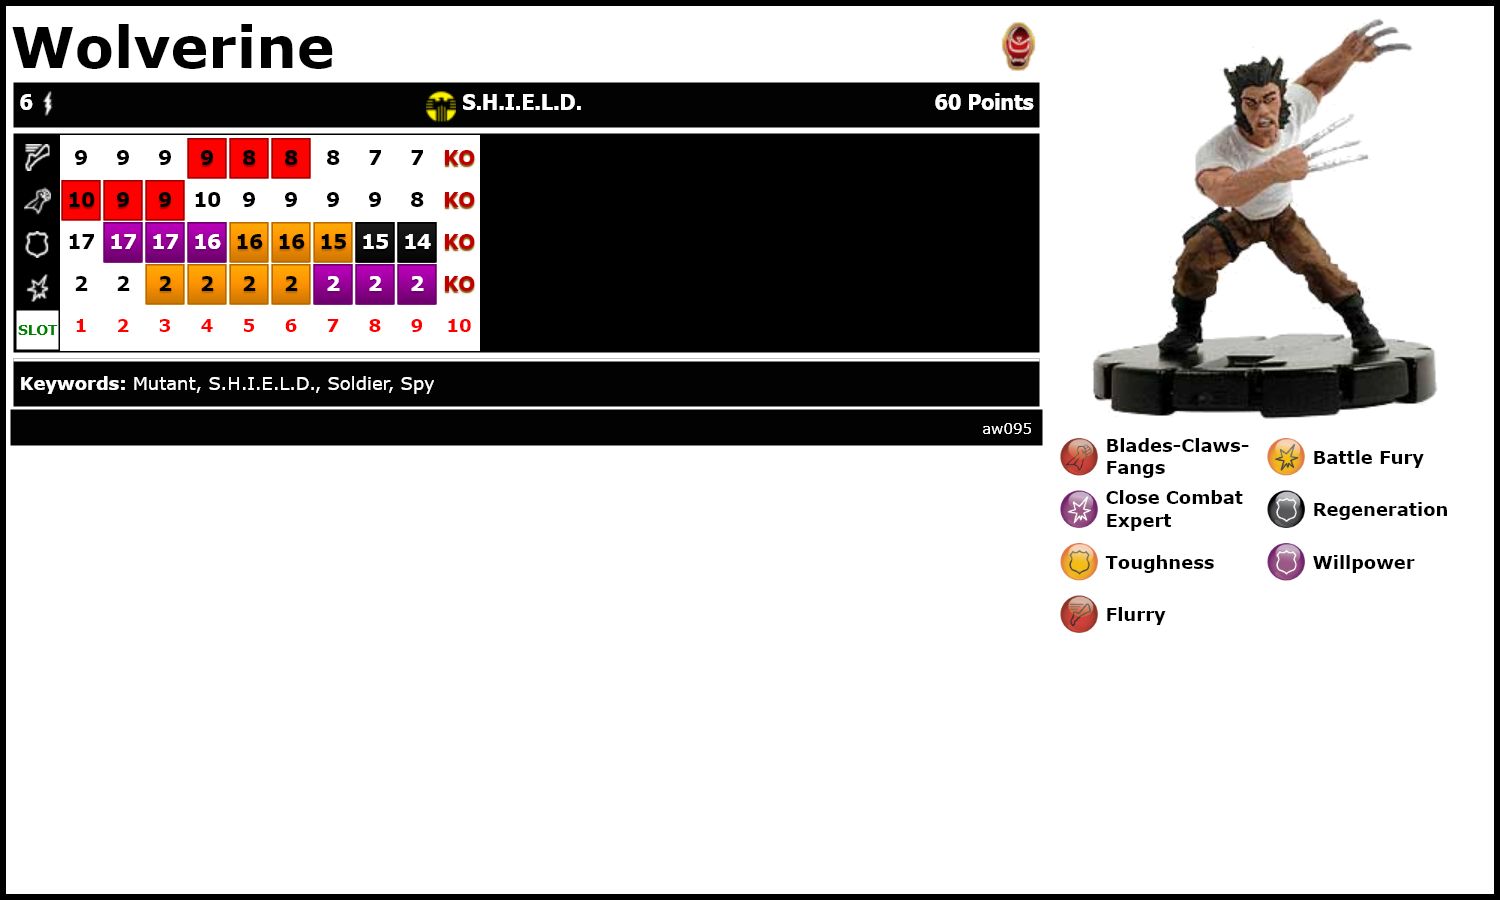 Wolverine
6 S.H.I.E.L.D. 60 Points
9 9 9 9 8 8 8 7 7 KO
10 9 9 10 9 9 9 9 8 KO
17 17 17 16 16 16 15 15 14 KO
2 2 2 2 2 2 2 2 2 KO
SLOT 1 2 3 4 5 6 7 8 9 10
Keywords: Mutant, S.H.I.E.L.D., Soldier, Spy
aw095
Blades-Claws-
Fangs
Battle Fury
Close Combat
Expert
Regeneration
Toughness
Willpower
Flurry